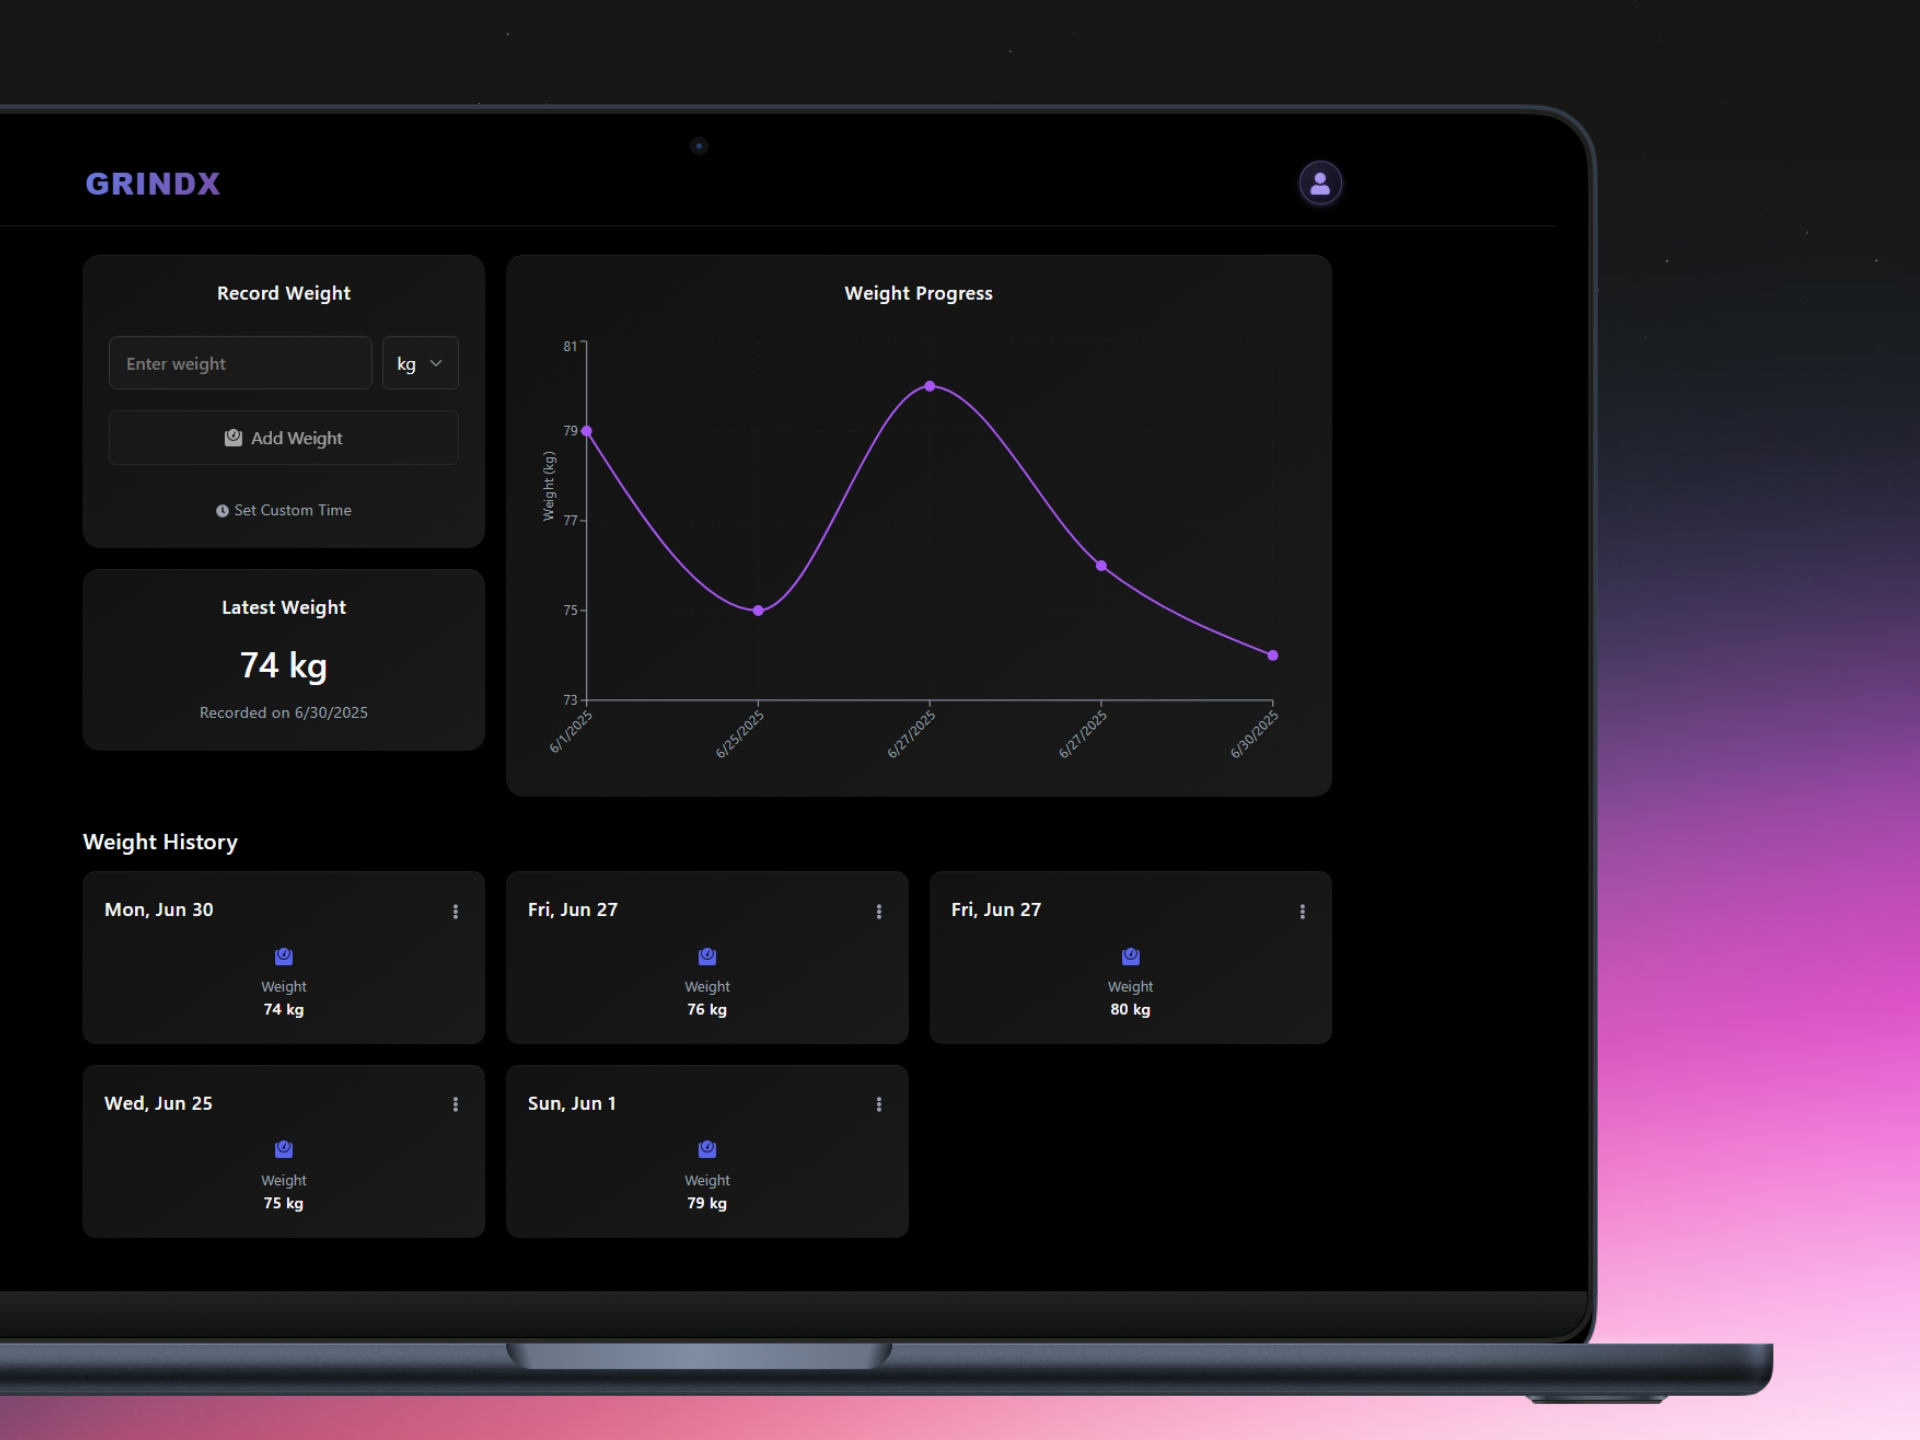 GRINDX
Record Weight
Enter weight
kg
Add Weight
Set Custom Time
Latest Weight
74 kg
Recorded on 6/30/2025
Weight Progress
Weight (kg)
81
79
77
75
73
6/1/2025
6/25/2025
6/27/2025
6/27/2025
6/30/2025
Weight History
Mon, Jun 30
Weight
74 kg
Fri, Jun 27
Weight
76 kg
Fri, Jun 27
Weight
80 kg
Wed, Jun 25
Weight
75 kg
Sun, Jun 1
Weight
79 kg